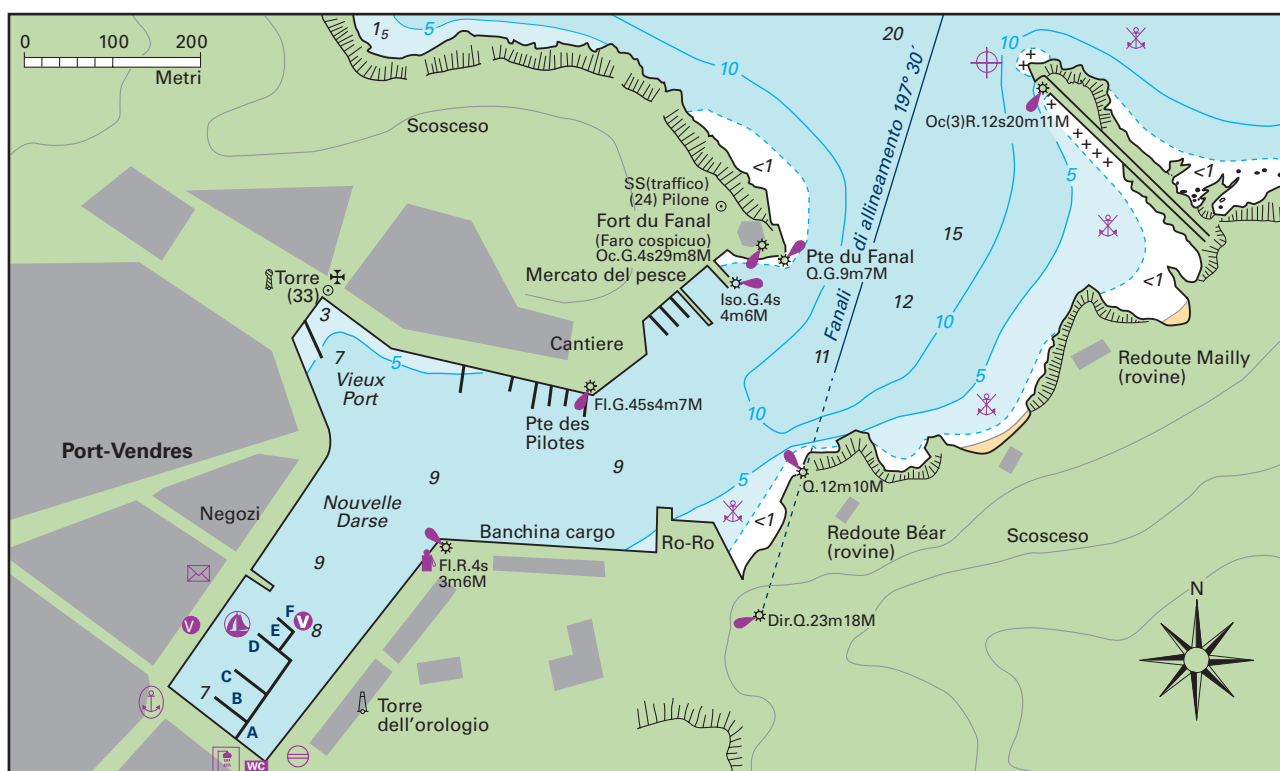 0 100 200
Metri
1₅
5
10
20
10
Scosceso
Oc(3)R.12s20m11M
<1
<1
5
SS(traffico)
(24) Pilone
Fort du Fanal
(Faro cospicuo)
Oc.G.4s29m8M
Mercato del pesce
Pte du Fanal
Q.G.9m7M
Iso.G.4s
4m6M
Fanali di allineamento 197° 30´
15
12
11
<1
10
5
10
Torre
(33)
3
7
5
Vieux
Port
Cantiere
Fl.G.45s4m7M
Pte des
Pilotes
Redoute Mailly
(rovine)
Port-Vendres
9
9
5
Q.12m10M
<1
Negozi
Nouvelle
Darse
Banchina cargo
Ro-Ro
Redoute Béar
(rovine)
Scosceso
9
Fl.R.4s
3m6M
N
V
F
E
D
V
8
C
B
A
7
Dir.Q.23m18M
Torre
dell'orologio
WC